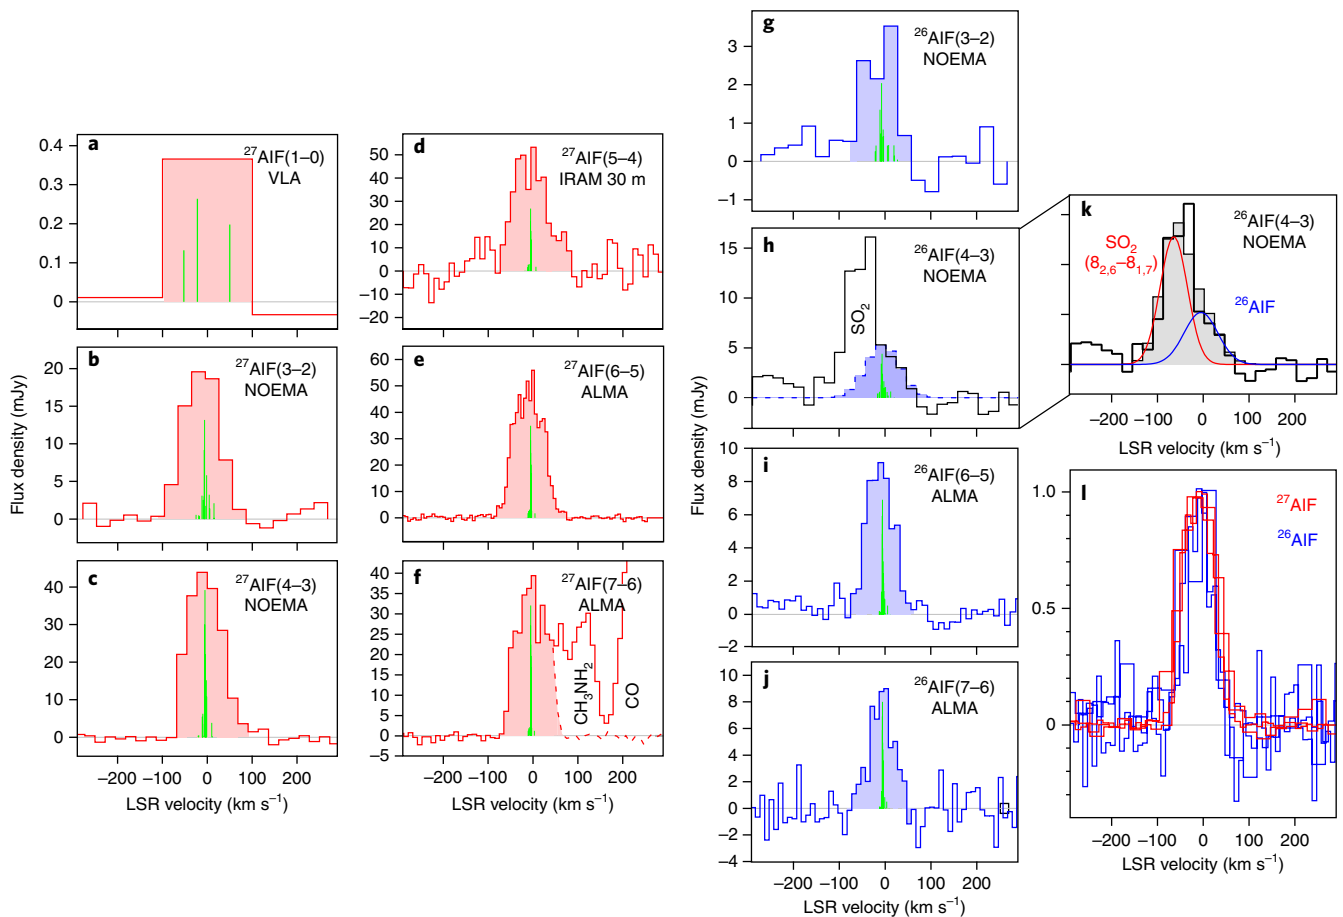 a
²⁷AlF(1–0)
VLA
0.4
0.3
0.2
0.1
0
b
²⁷AlF(3–2)
NOEMA
20
15
10
5
0
Flux density (mJy)
c
²⁷AlF(4–3)
NOEMA
40
30
20
10
0
–200 –100 0 100 200
LSR velocity (km s⁻¹)
d
²⁷AlF(5–4)
IRAM 30 m
50
40
30
20
10
0
–10
–20
e
²⁷AlF(6–5)
ALMA
60
50
40
30
20
10
0
f
²⁷AlF(7–6)
ALMA
40
35
30
25
20
15
10
5
0
–5
CH₃NH₂
CO
–200 –100 0 100 200
LSR velocity (km s⁻¹)
g
²⁶AlF(3–2)
NOEMA
3
2
1
0
–1
–200 –100 0 100 200
h
²⁶AlF(4–3)
NOEMA
15
10
5
0
SO₂
Flux density (mJy)
i
²⁶AlF(6–5)
ALMA
10
8
6
4
2
0
–2
j
²⁶AlF(7–6)
ALMA
10
8
6
4
2
0
–2
–4
–200 –100 0 100 200
LSR velocity (km s⁻¹)
k
²⁶AlF(4–3)
NOEMA
SO₂
(8₂,₆–8₁,₇)
²⁶AlF
–200 –100 0 100 200
LSR velocity (km s⁻¹)
l
²⁷AlF
²⁶AlF
1.0
0.5
0
–200 –100 0 100 200
LSR velocity (km s⁻¹)